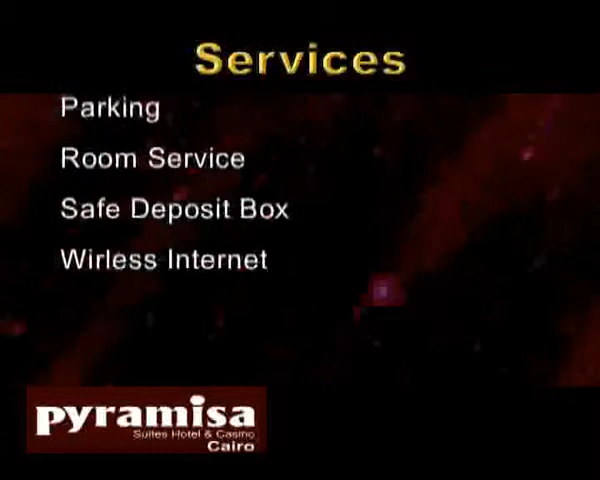 Services
Parking
Room Service
Safe Deposit Box
Wirless Internet
pyramisa
Suites Hotel & Casino
Cairo